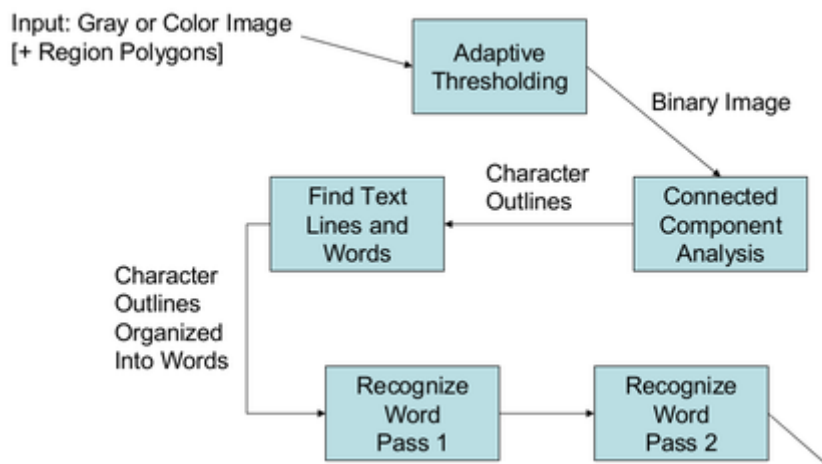 Input: Gray or Color Image
[+ Region Polygons]
Adaptive
Thresholding
Binary Image
Connected
Component
Analysis
Character
Outlines
Find Text
Lines and
Words
Character
Outlines
Organized
Into Words
Recognize
Word
Pass 1
Recognize
Word
Pass 2